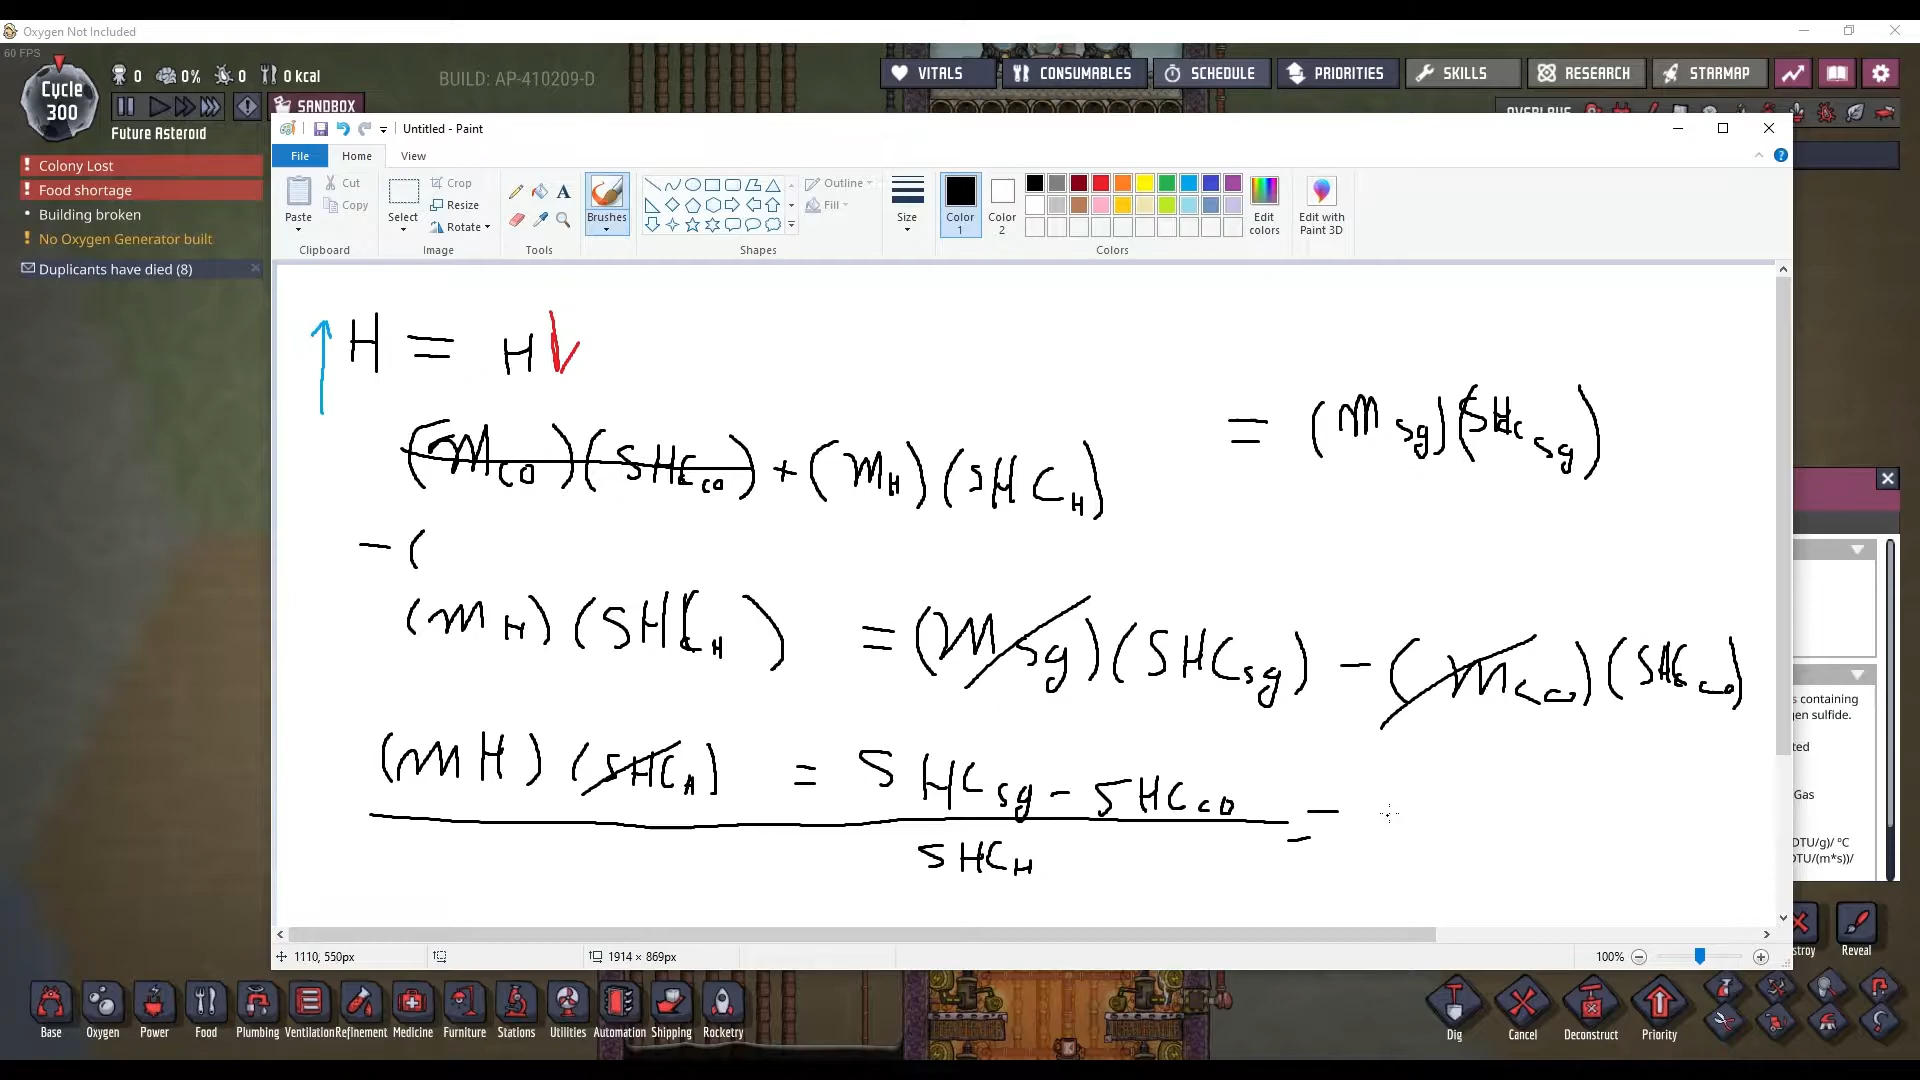 Oxygen Not Included
60 FPS
Cycle
300
0 0% 0 0 kcal
BUILD: AP-410209-D
VITALS CONSUMABLES SCHEDULE PRIORITIES SKILLS RESEARCH STARMAP
SANDBOX
Future Asteroid
! Colony Lost
! Food shortage
• Building broken
! No Oxygen Generator built
Duplicants have died (8)
Untitled - Paint
File Home View
Paste
Cut
Copy
Clipboard
Select
Crop
Resize
Rotate
Image
A
Tools
Brushes
Shapes
Outline
Fill
Size
Color
1
Color
2
Edit
colors
Colors
Edit with
Paint 3D
H = H
(M CO)(SHC CO) + (M H)(SHC H) = (M sg)(SHC sg)
- (
(M H)(SHC H) = (M sg)(SHC sg) - (M CO)(SHC CO)
(MH)(SHC H) = SHC sg - SHC CO = -
SHC H
s containing
en sulfide.
ted
Gas
DTU/g)/ °C
DTU/(m*s))/
1110, 550px
1914 × 869px
100%
stroy
Reveal
Base Oxygen Power Food Plumbing Ventilation Refinement Medicine Furniture Stations Utilities Automation Shipping Rocketry
Dig Cancel Deconstruct Priority